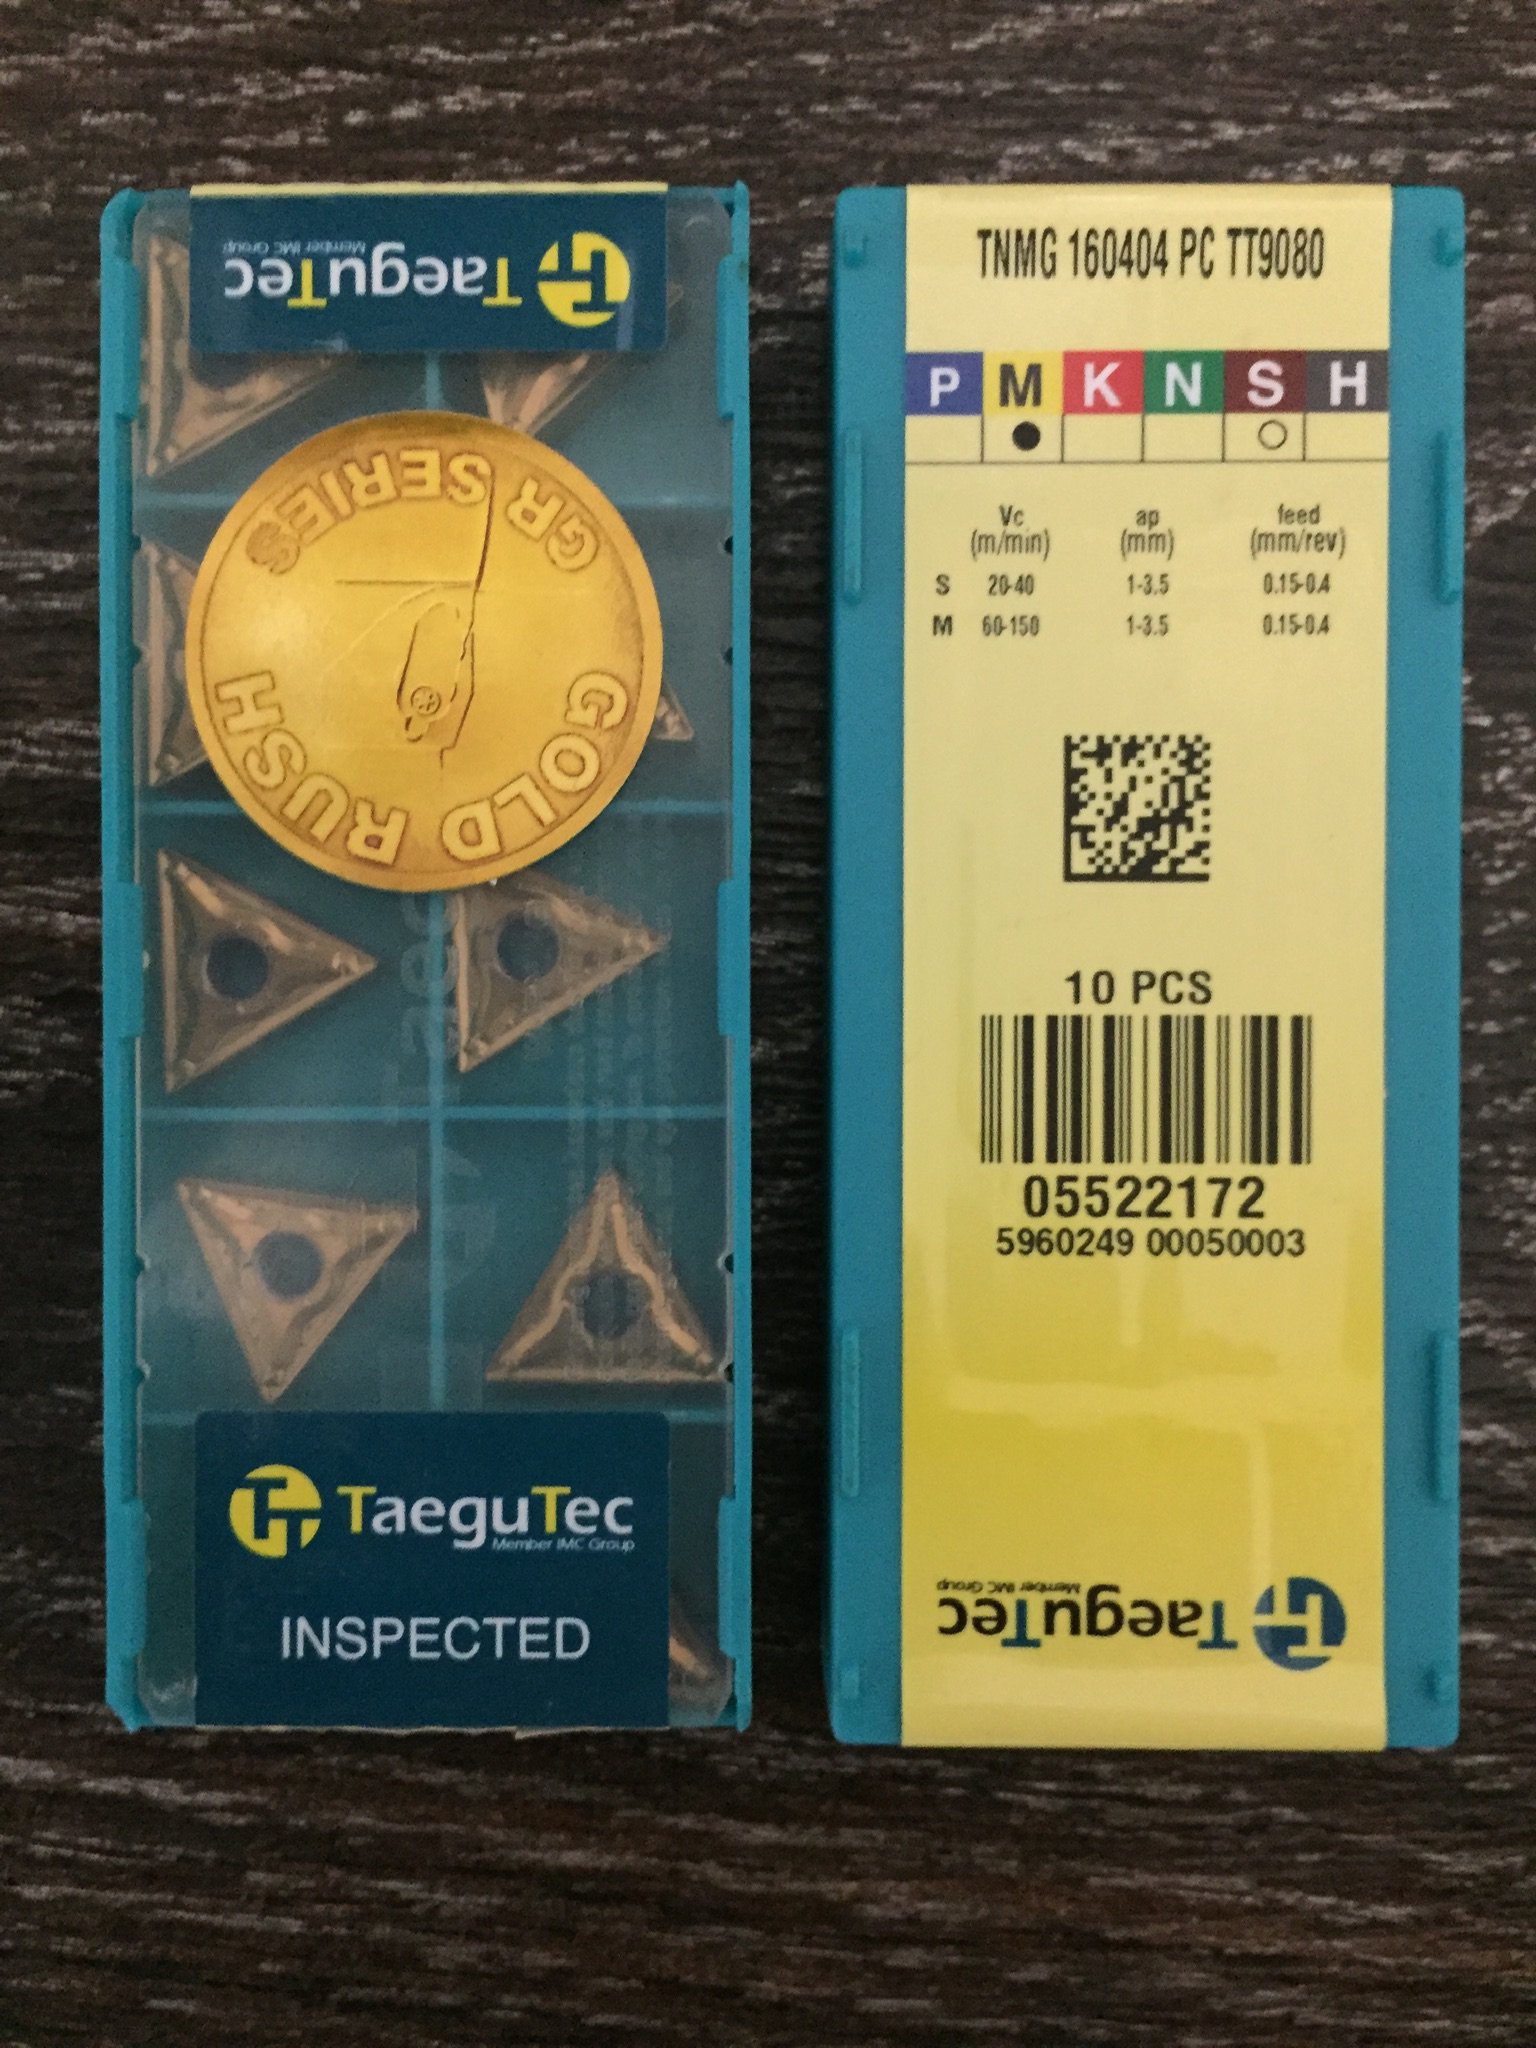 TaeguTec
Member IMC Group
GR SERIES
GOLD RUSH
TaeguTec
Member IMC Group
INSPECTED
TNMG 160404 PC TT9080
P M K N S H
Vc ap feed
(m/min) (mm) (mm/rev)
S 20-40 1-3.5 0.15-0.4
M 60-150 1-3.5 0.15-0.4
10 PCS
05522172
5960249 00050003
TaeguTec
Member IMC Group